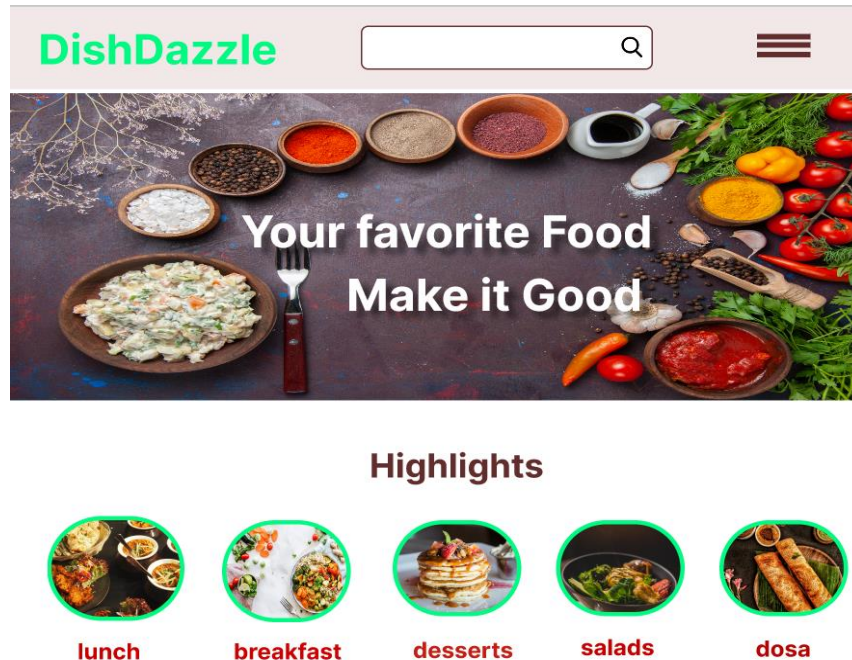 DishDazzle
Your favorite Food
Make it Good
Highlights
lunch breakfast desserts salads dosa